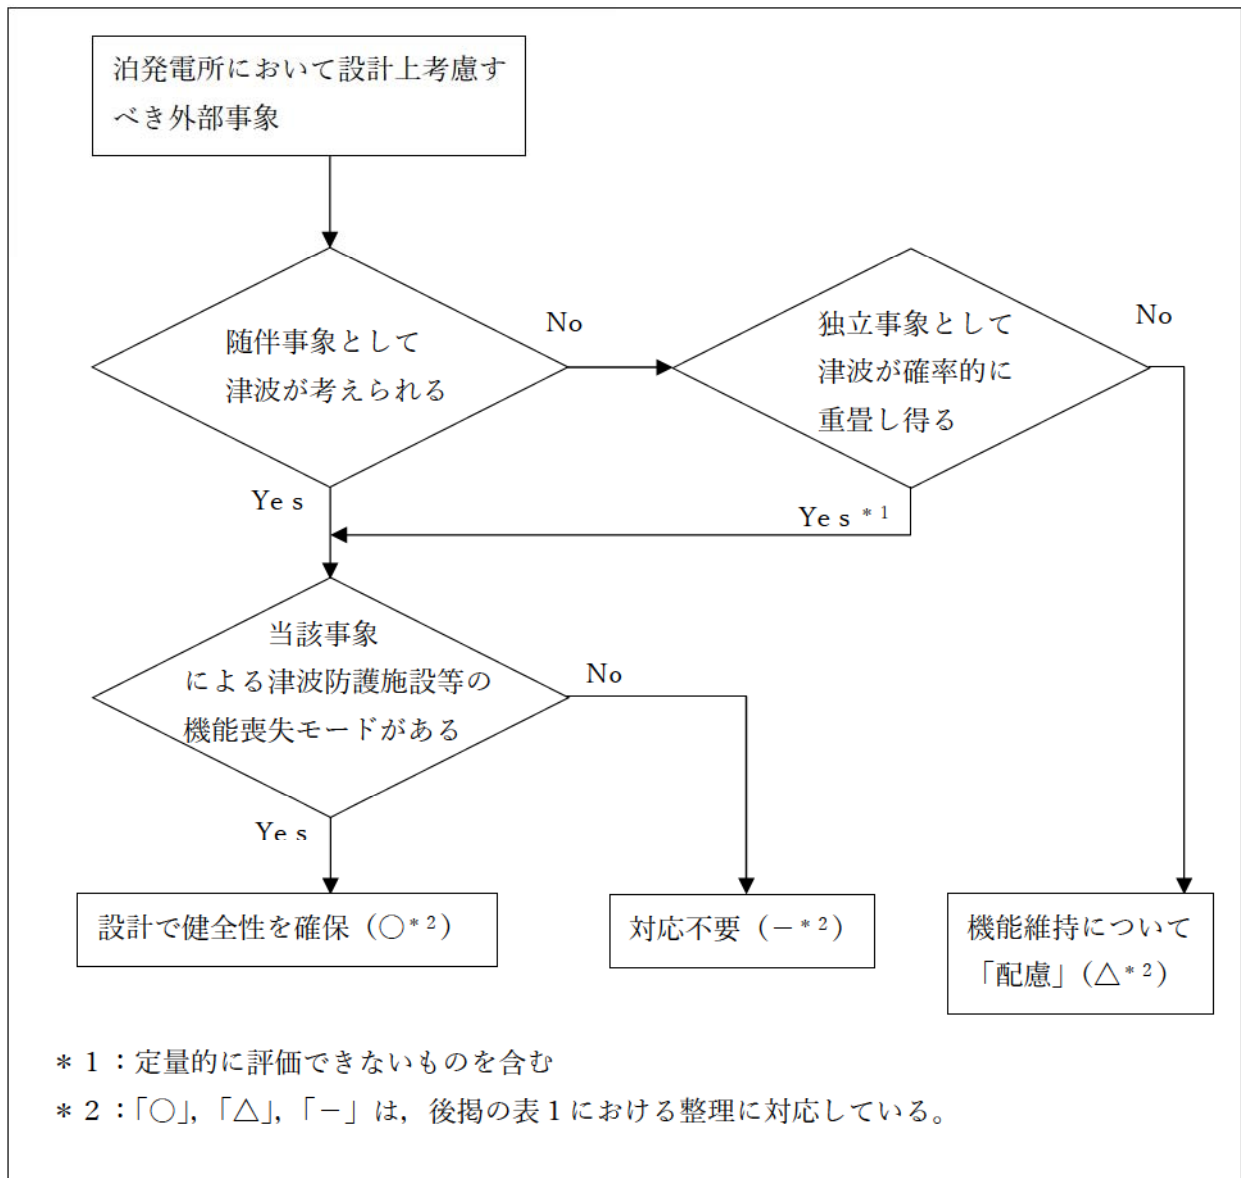 泊発電所において設計上考慮す
べき外部事象
随伴事象として
津波が考えられる
No
独立事象として
津波が確率的に
重畳し得る
No
Yes
Yes＊１
当該事象
による津波防護施設等の
機能喪失モードがある
No
Yes
設計で健全性を確保（○＊２）
対応不要（－＊２）
機能維持について
「配慮」（△＊２）
＊１：定量的に評価できないものを含む
＊２：「○」，「△」，「－」は，後掲の表１における整理に対応している。